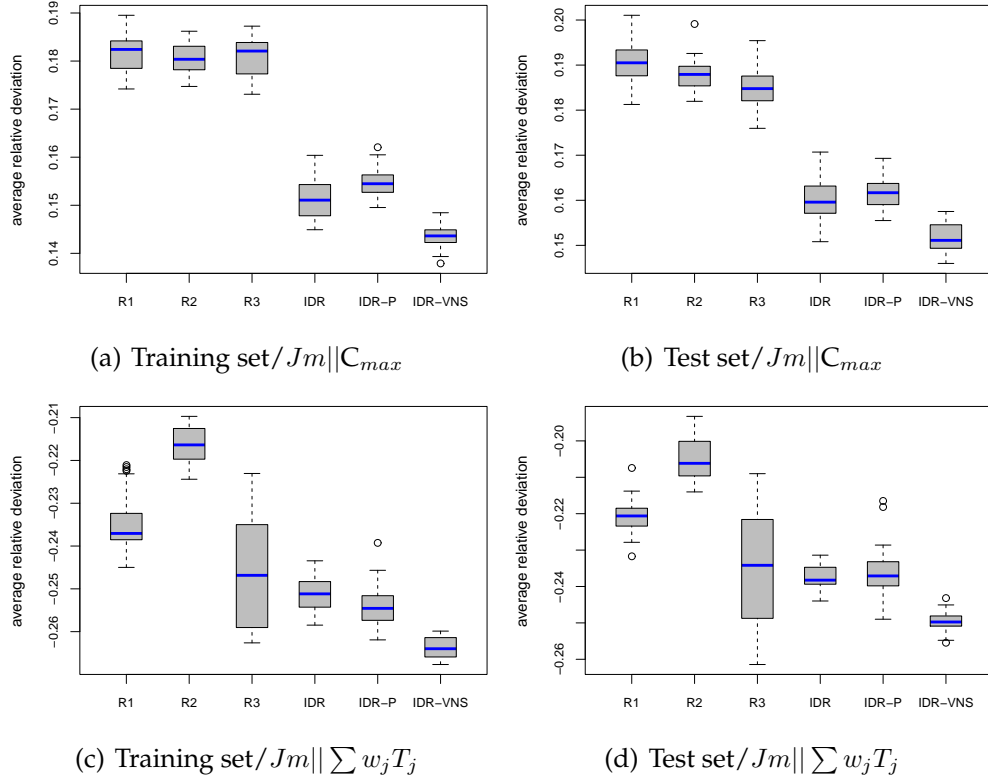 average relative deviation
0.19
0.18
0.17
0.16
0.15
0.14
R1 R2 R3 IDR IDR−P IDR−VNS
(a) Training set/Jm||C_max
average relative deviation
0.20
0.19
0.18
0.17
0.16
0.15
R1 R2 R3 IDR IDR−P IDR−VNS
(b) Test set/Jm||C_max
average relative deviation
−0.21
−0.22
−0.23
−0.24
−0.25
−0.26
R1 R2 R3 IDR IDR−P IDR−VNS
(c) Training set/Jm||∑ w_jT_j
average relative deviation
−0.20
−0.22
−0.24
−0.26
R1 R2 R3 IDR IDR−P IDR−VNS
(d) Test set/Jm||∑ w_jT_j